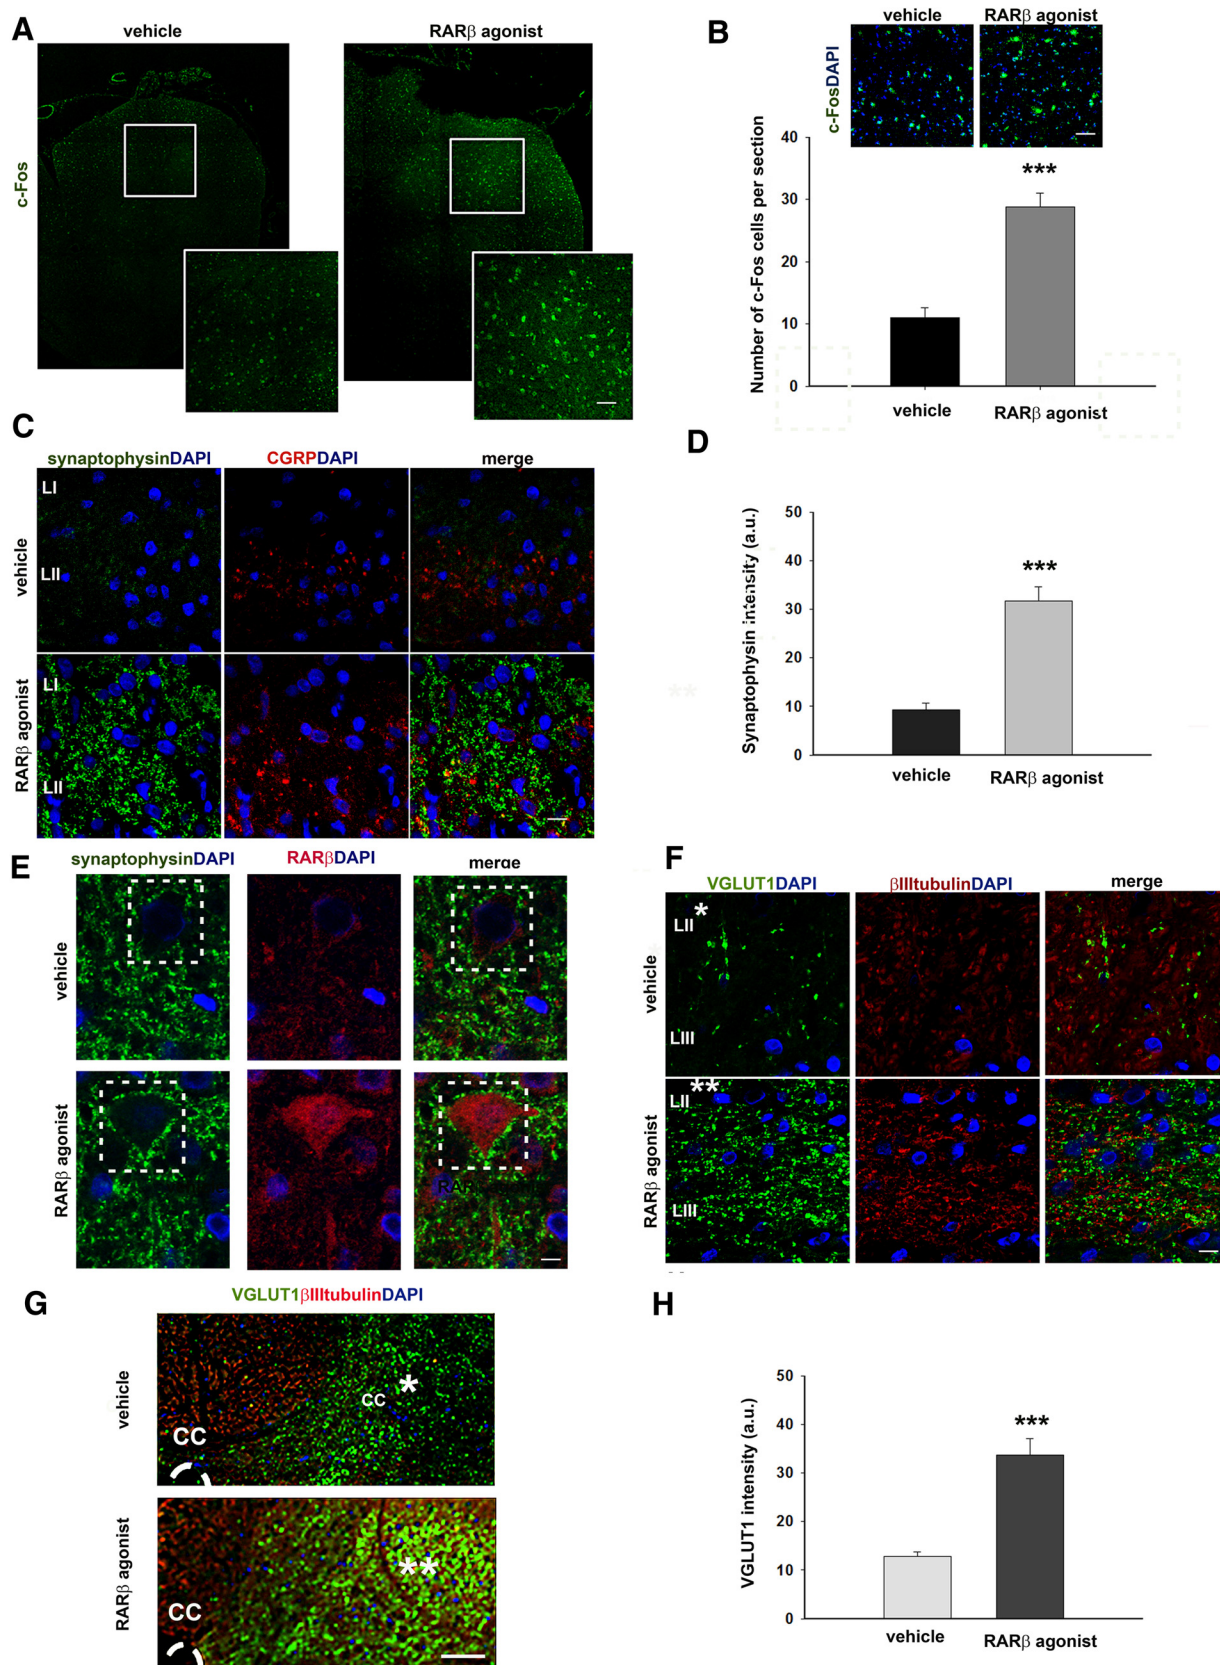 A
vehicle
RARβ agonist
c-Fos
B
vehicle
RARβ agonist
c-FosDAPI
Number of c-Fos cells per section
40
30
20
10
0
***
vehicle
RARβ agonist
C
synaptophysinDAPI
CGRPDAPI
merge
vehicle
LI
LII
RARβ agonist
LI
LII
D
Synaptophysin intensity (a.u.)
50
40
30
20
10
0
***
vehicle
RARβ agonist
**
E
synaptophysinDAPI
RARβDAPI
merge
vehicle
RARβ agonist
RAR
F
VGLUT1DAPI
βIIItubulinDAPI
merge
vehicle
LII
*
LIII
RARβ agonist
LII
**
LIII
G
VGLUT1βIIItubulinDAPI
vehicle
CC
CC
*
RARβ agonist
CC
**
H
VGLUT1 intensity (a.u.)
50
40
30
20
10
0
***
vehicle
RARβ agonist